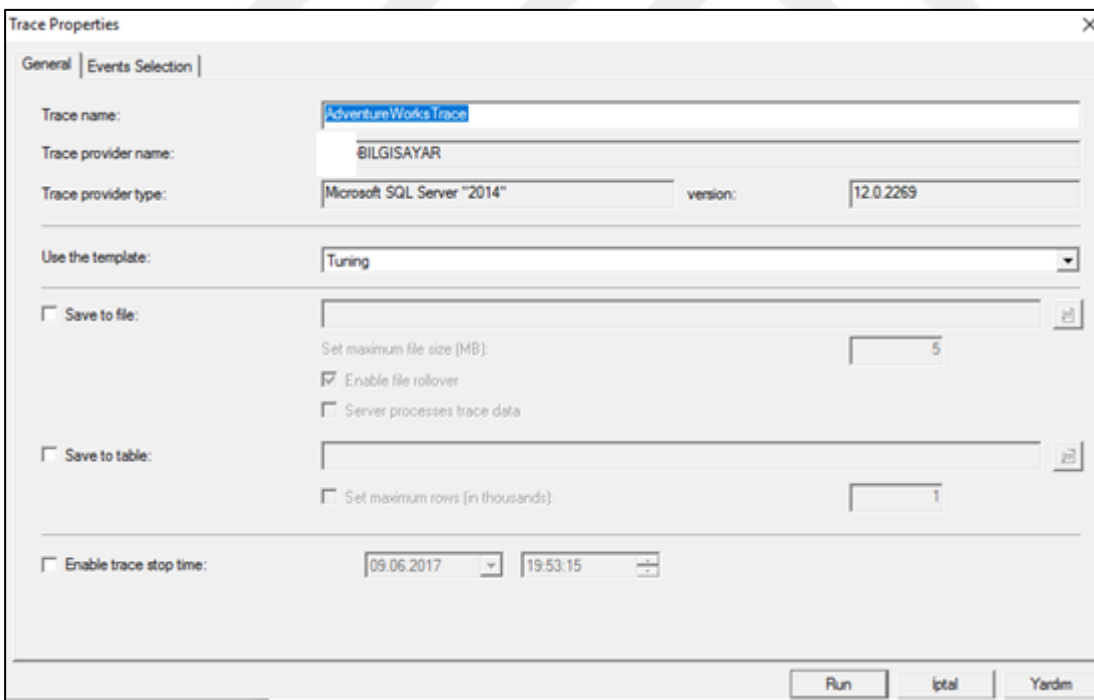 Trace Properties
General Events Selection
Trace name: AdventureWorksTrace
Trace provider name: BILGISAYAR
Trace provider type: Microsoft SQL Server "2014" version: 12.0.2269
Use the template: Tuning
Save to file:
Set maximum file size (MB): 5
Enable file rollover
Server processes trace data
Save to table:
Set maximum rows (in thousands): 1
Enable trace stop time: 09.06.2017 19:53:15
Run İptal Yardım